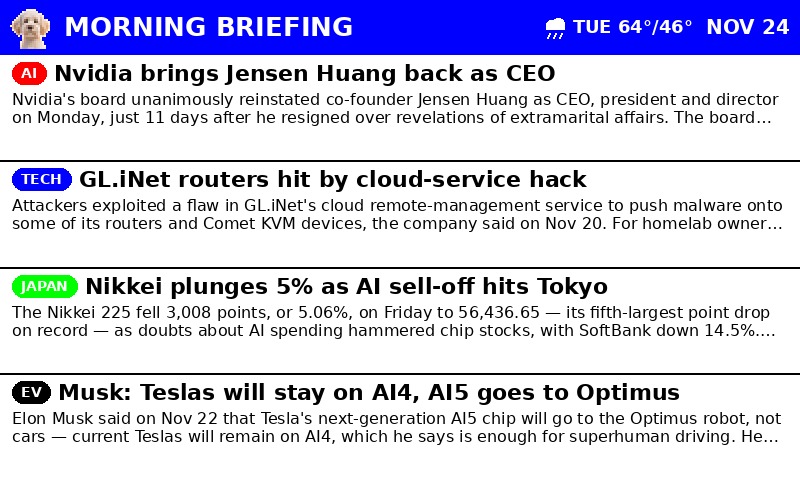 MORNING BRIEFING
TUE 64°/46° NOV 24
AI Nvidia brings Jensen Huang back as CEO
Nvidia's board unanimously reinstated co-founder Jensen Huang as CEO, president and director
on Monday, just 11 days after he resigned over revelations of extramarital affairs. The board…
TECH GL.iNet routers hit by cloud-service hack
Attackers exploited a flaw in GL.iNet's cloud remote-management service to push malware onto
some of its routers and Comet KVM devices, the company said on Nov 20. For homelab owner…
JAPAN Nikkei plunges 5% as AI sell-off hits Tokyo
The Nikkei 225 fell 3,008 points, or 5.06%, on Friday to 56,436.65 — its fifth-largest point drop
on record — as doubts about AI spending hammered chip stocks, with SoftBank down 14.5%.…
EV Musk: Teslas will stay on AI4, AI5 goes to Optimus
Elon Musk said on Nov 22 that Tesla's next-generation AI5 chip will go to the Optimus robot, not
cars — current Teslas will remain on AI4, which he says is enough for superhuman driving. He…